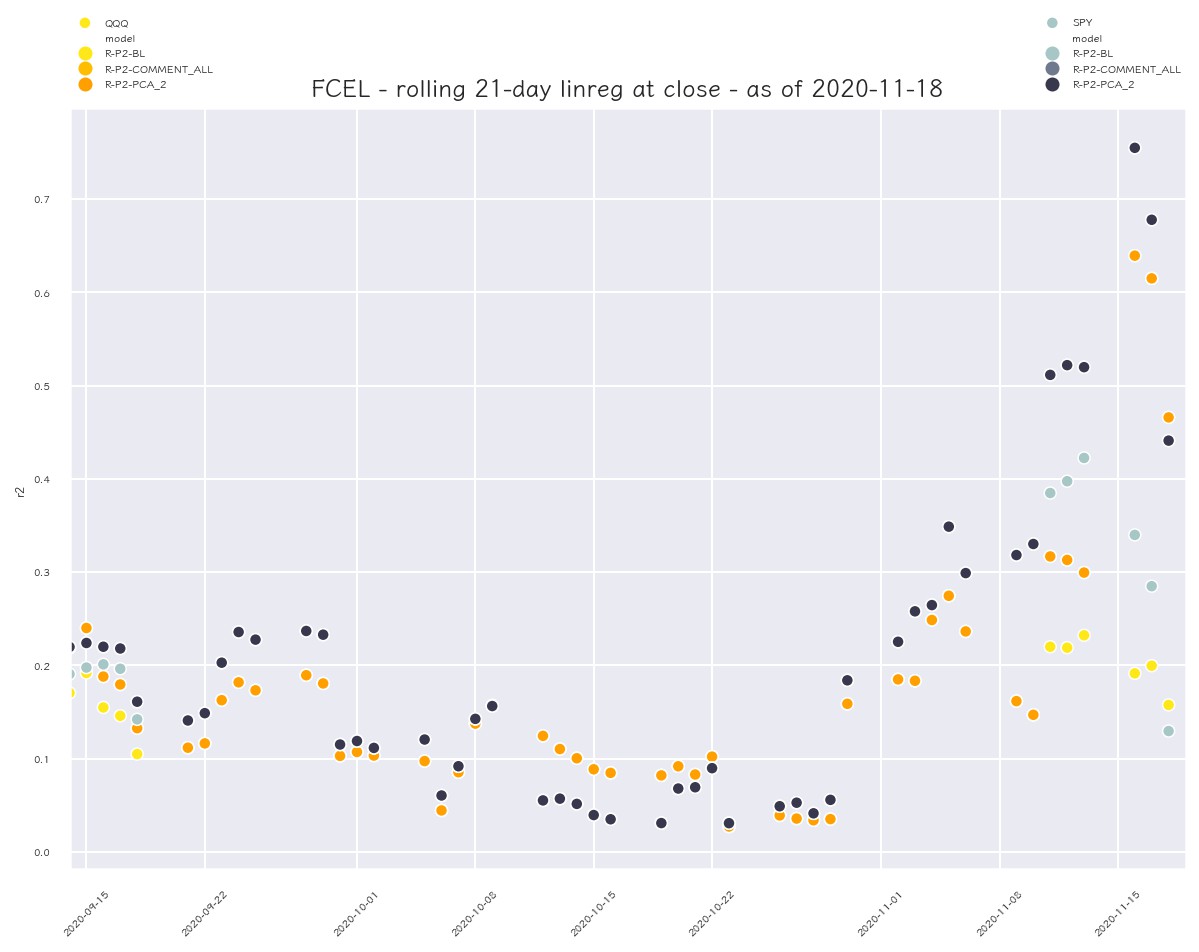 QQQ
model
R-P2-BL
R-P2-COMMENT_ALL
R-P2-PCA_2
SPY
model
R-P2-BL
R-P2-COMMENT_ALL
R-P2-PCA_2
FCEL - rolling 21-day linreg at close - as of 2020-11-18
r2
0.7
0.6
0.5
0.4
0.3
0.2
0.1
0.0
2020-09-15
2020-09-22
2020-10-01
2020-10-08
2020-10-15
2020-10-22
2020-11-01
2020-11-08
2020-11-15